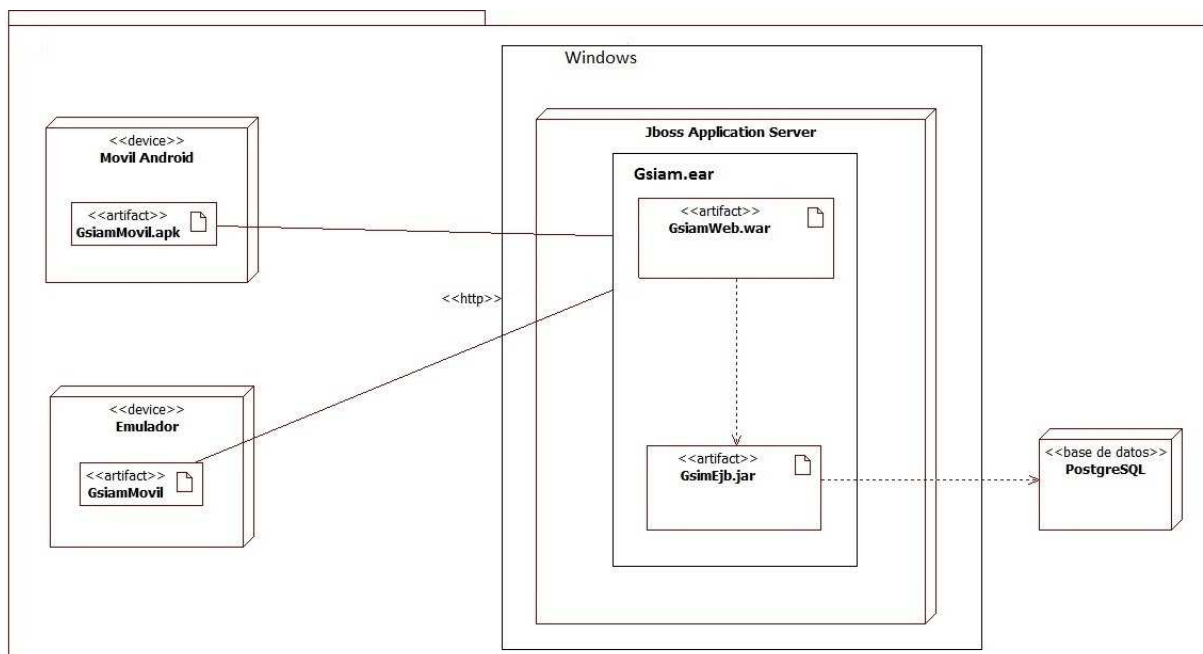 Windows
<<device>>
Movil Android
<<artifact>>
GsiamMovil.apk
<<http>>
<<device>>
Emulador
<<artifact>>
GsiamMovil
Jboss Application Server
Gsiam.ear
<<artifact>>
GsiamWeb.war
<<artifact>>
GsimEjb.jar
<<base de datos>>
PostgreSQL